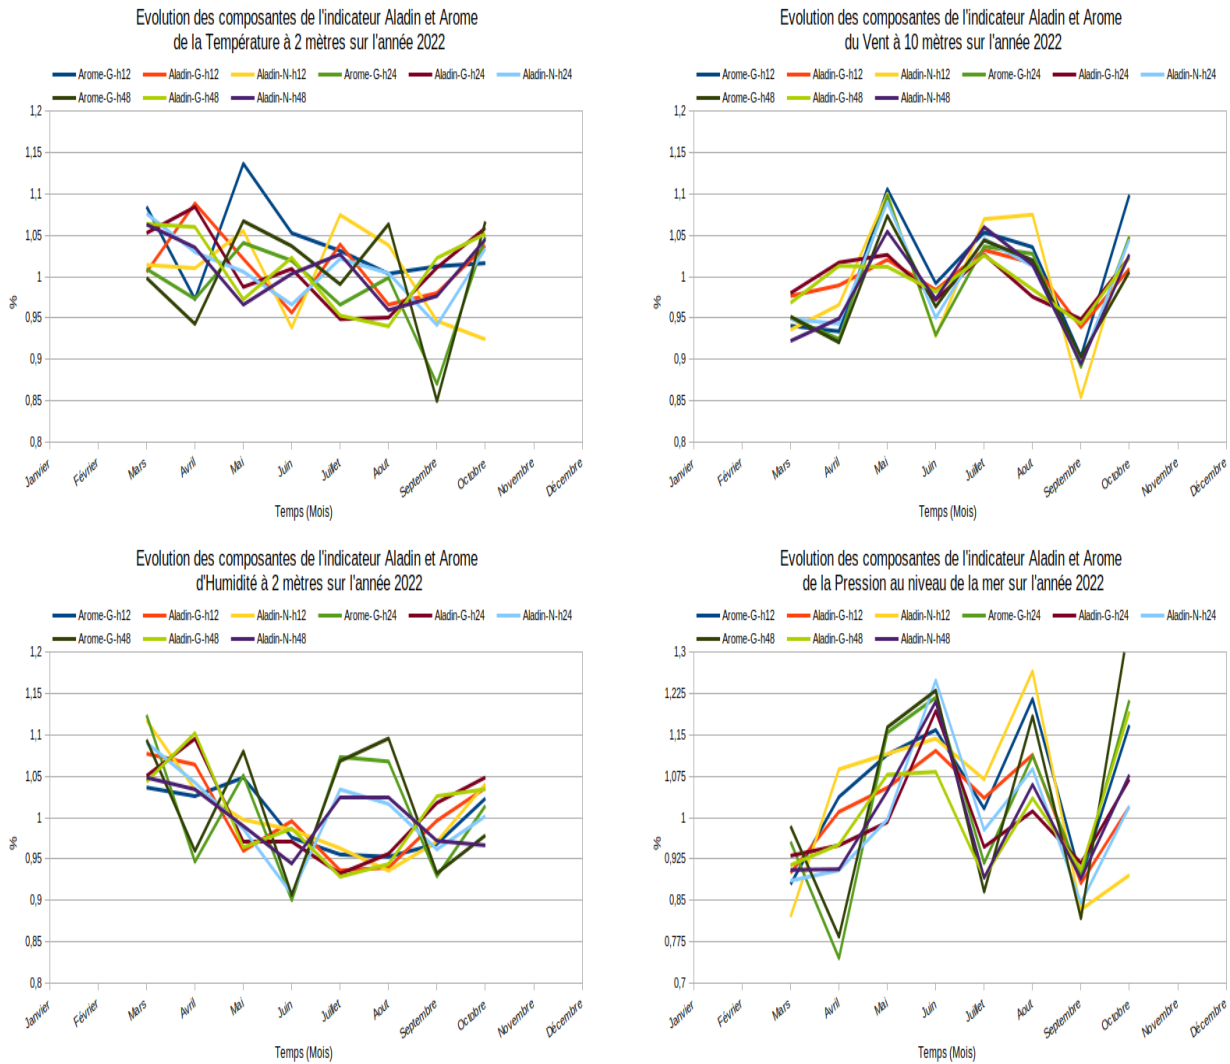 Evolution des composantes de l'indicateur Aladin et Arome
de la Température à 2 mètres sur l'année 2022
Arome-G-h12 Aladin-G-h12 Aladin-N-h12 Arome-G-h24 Aladin-G-h24 Aladin-N-h24
Arome-G-h48 Aladin-G-h48 Aladin-N-h48
1,2
1,15
1,1
1,05
1
0,95
0,9
0,85
0,8
%
Janvier Février Mars Avril Mai Juin Juillet Aout Septembre Octobre Novembre Décembre
Temps (Mois)
Evolution des composantes de l'indicateur Aladin et Arome
du Vent à 10 mètres sur l'année 2022
Arome-G-h12 Aladin-G-h12 Aladin-N-h12 Arome-G-h24 Aladin-G-h24 Aladin-N-h24
Arome-G-h48 Aladin-G-h48 Aladin-N-h48
1,2
1,15
1,1
1,05
1
0,95
0,9
0,85
0,8
%
Janvier Février Mars Avril Mai Juin Juillet Aout Septembre Octobre Novembre Décembre
Temps (Mois)
Evolution des composantes de l'indicateur Aladin et Arome
d'Humidité à 2 mètres sur l'année 2022
Arome-G-h12 Aladin-G-h12 Aladin-N-h12 Arome-G-h24 Aladin-G-h24 Aladin-N-h24
Arome-G-h48 Aladin-G-h48 Aladin-N-h48
1,2
1,15
1,1
1,05
1
0,95
0,9
0,85
0,8
%
Janvier Février Mars Avril Mai Juin Juillet Aout Septembre Octobre Novembre Décembre
Temps (Mois)
Evolution des composantes de l'indicateur Aladin et Arome
de la Pression au niveau de la mer sur l'année 2022
Arome-G-h12 Aladin-G-h12 Aladin-N-h12 Arome-G-h24 Aladin-G-h24 Aladin-N-h24
Arome-G-h48 Aladin-G-h48 Aladin-N-h48
1,3
1,225
1,15
1,075
1
0,925
0,85
0,775
0,7
%
Janvier Février Mars Avril Mai Juin Juillet Aout Septembre Octobre Novembre Décembre
Temps (Mois)